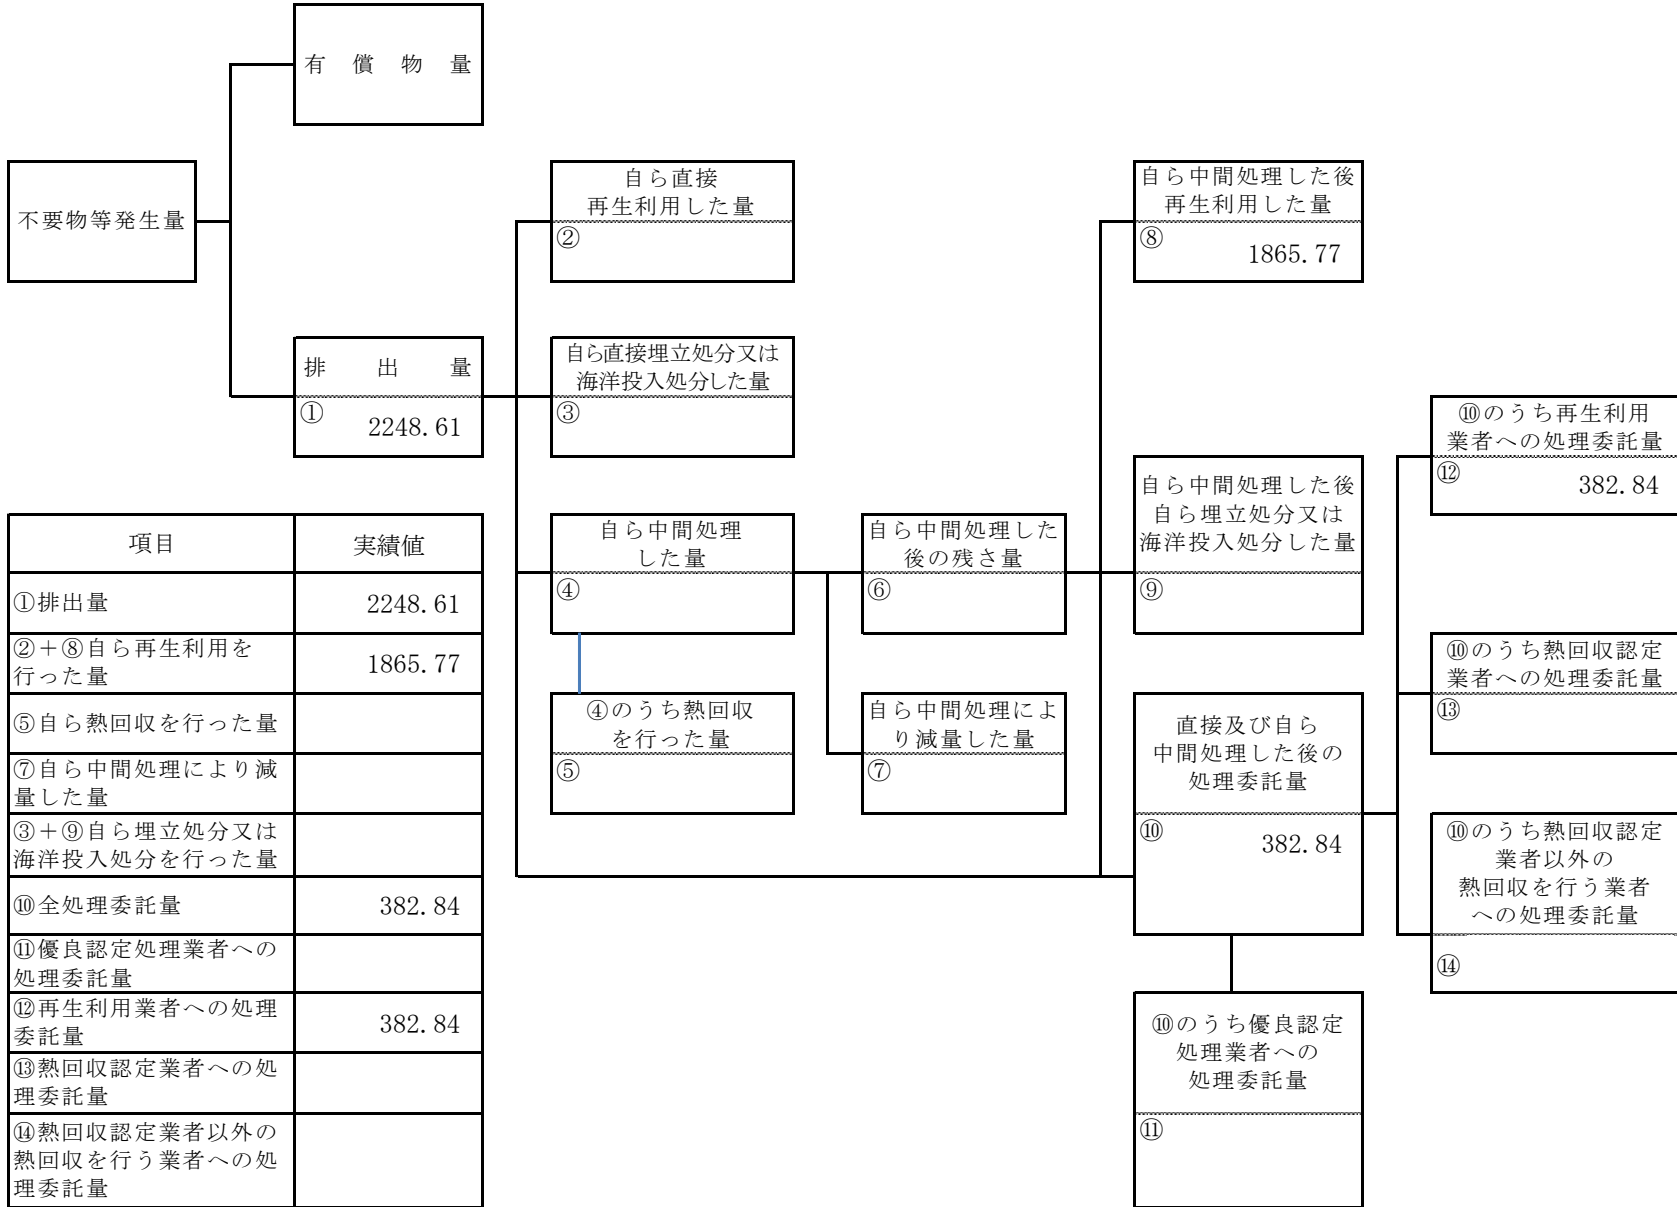 有償物量
不要物等発生量
排出量
①
2248.61
自ら直接
再生利用した量
②
自ら直接埋立処分又は
海洋投入処分した量
③
自ら中間処理
した量
④
④のうち熱回収
を行った量
⑤
自ら中間処理した
後の残さ量
⑥
自ら中間処理によ
り減量した量
⑦
自ら中間処理した後
再生利用した量
⑧
1865.77
自ら中間処理した後
自ら埋立処分又は
海洋投入処分した量
⑨
直接及び自ら
中間処理した後の
処理委託量
⑩
382.84
⑩のうち優良認定
処理業者への
処理委託量
⑪
⑩のうち再生利用
業者への処理委託量
⑫
382.84
⑩のうち熱回収認定
業者への処理委託量
⑬
⑩のうち熱回収認定
業者以外の
熱回収を行う業者
への処理委託量
⑭
項目 実績値
①排出量 2248.61
②+⑧自ら再生利用を
行った量 1865.77
⑤自ら熱回収を行った量
⑦自ら中間処理により減
量した量
③+⑨自ら埋立処分又は
海洋投入処分を行った量
⑩全処理委託量 382.84
⑪優良認定処理業者への
処理委託量
⑫再生利用業者への処理
委託量 382.84
⑬熱回収認定業者への処
理委託量
⑭熱回収認定業者以外の
熱回収を行う業者への処
理委託量